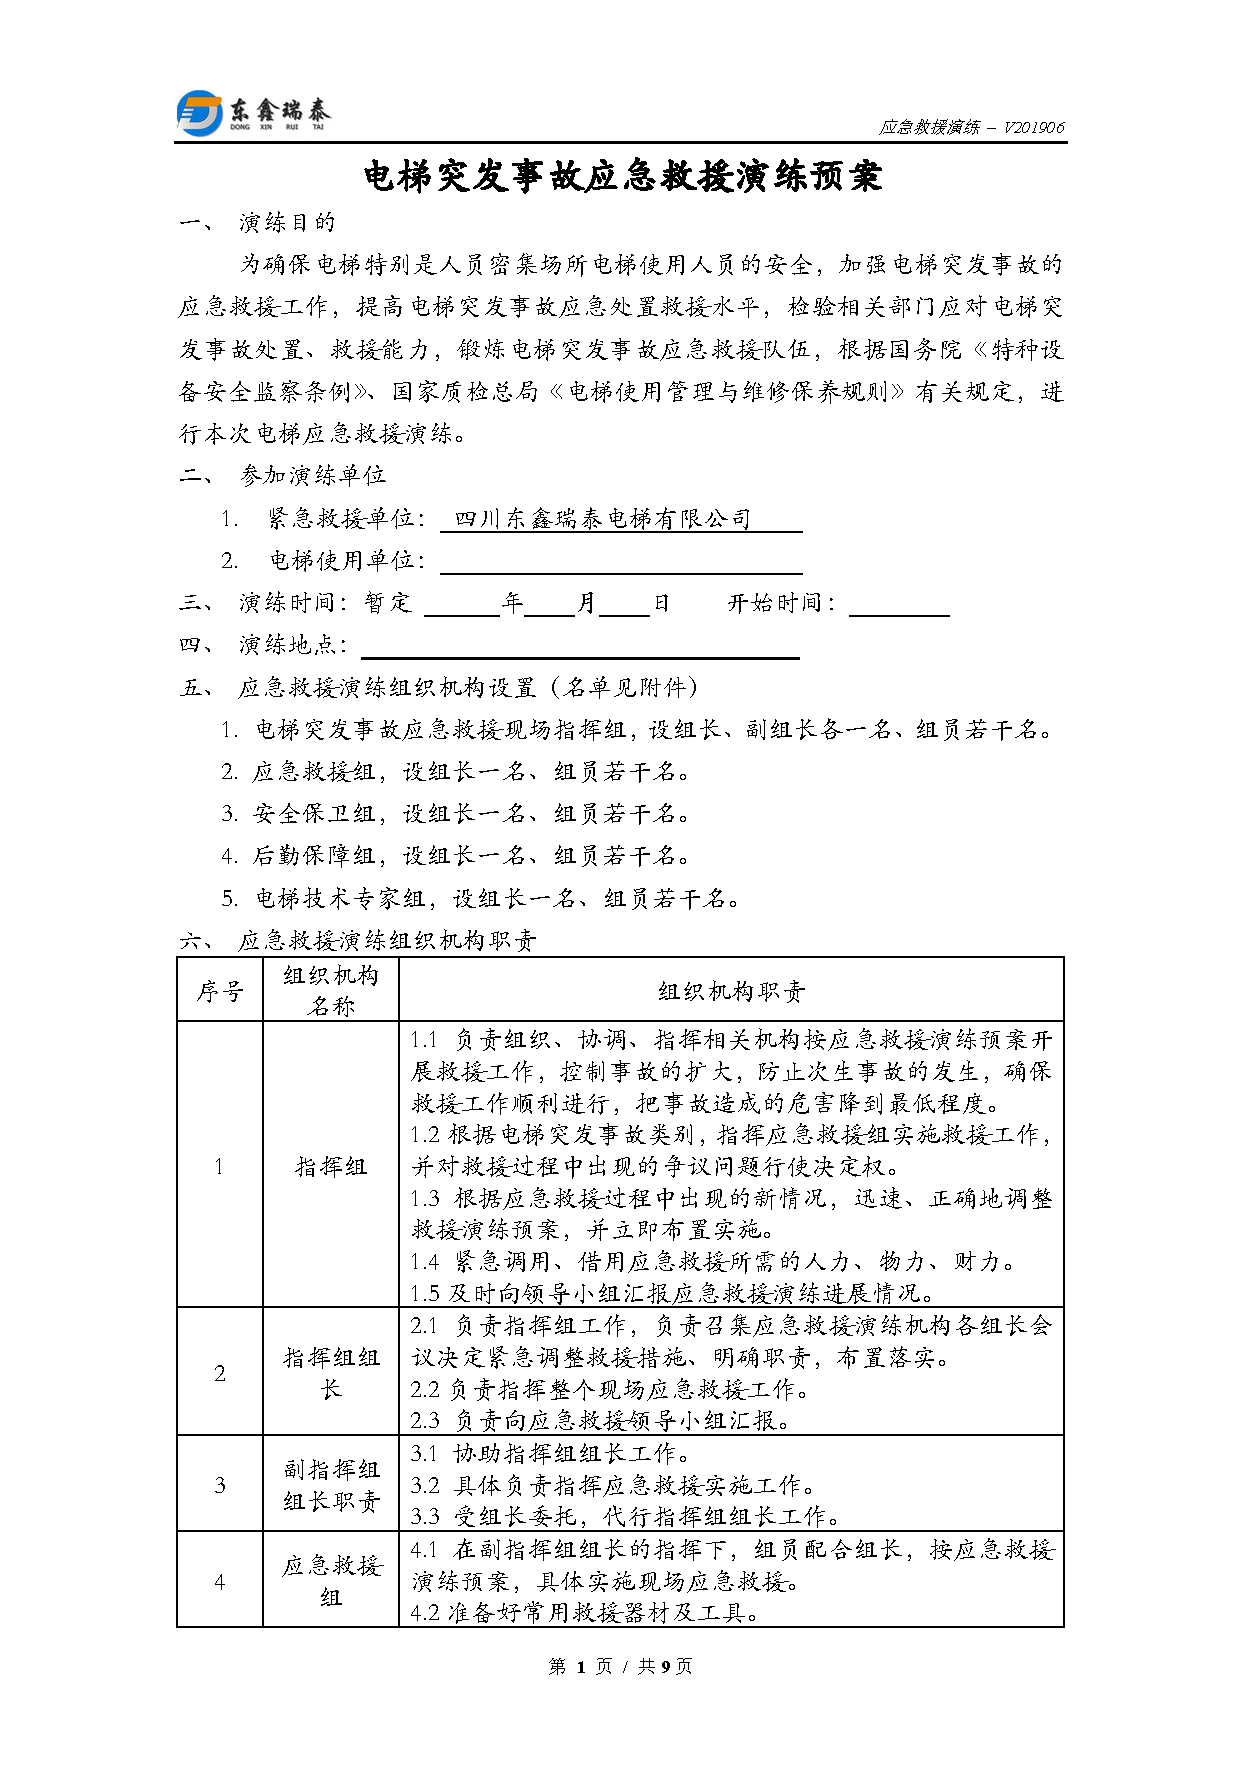 东鑫瑞泰
DONG XIN RUI TAI
应急救援演练 – V201906
电梯突发事故应急救援演练预案
一、 演练目的
为确保电梯特别是人员密集场所电梯使用人员的安全，加强电梯突发事故的
应急救援工作，提高电梯突发事故应急处置救援水平，检验相关部门应对电梯突
发事故处置、救援能力，锻炼电梯突发事故应急救援队伍，根据国务院《特种设
备安全监察条例》、国家质检总局《电梯使用管理与维修保养规则》有关规定，进
行本次电梯应急救援演练。
二、 参加演练单位
1. 紧急救援单位： 四川东鑫瑞泰电梯有限公司
2. 电梯使用单位：
三、 演练时间：暂定 年 月 日 开始时间：
四、 演练地点：
五、 应急救援演练组织机构设置（名单见附件）
1. 电梯突发事故应急救援现场指挥组，设组长、副组长各一名、组员若干名。
2. 应急救援组，设组长一名、组员若干名。
3. 安全保卫组，设组长一名、组员若干名。
4. 后勤保障组，设组长一名、组员若干名。
5. 电梯技术专家组，设组长一名、组员若干名。
六、 应急救援演练组织机构职责
序号
组织机构
名称
组织机构职责
1
指挥组
1.1 负责组织、协调、指挥相关机构按应急救援演练预案开
展救援工作，控制事故的扩大，防止次生事故的发生，确保
救援工作顺利进行，把事故造成的危害降到最低程度。
1.2 根据电梯突发事故类别，指挥应急救援组实施救援工作，
并对救援过程中出现的争议问题行使决定权。
1.3 根据应急救援过程中出现的新情况，迅速、正确地调整
救援演练预案，并立即布置实施。
1.4 紧急调用、借用应急救援所需的人力、物力、财力。
1.5 及时向领导小组汇报应急救援演练进展情况。
2
指挥组组
长
2.1 负责指挥组工作，负责召集应急救援演练机构各组长会
议决定紧急调整救援措施、明确职责，布置落实。
2.2 负责指挥整个现场应急救援工作。
2.3 负责向应急救援领导小组汇报。
3
副指挥组
组长职责
3.1 协助指挥组组长工作。
3.2 具体负责指挥应急救援实施工作。
3.3 受组长委托，代行指挥组组长工作。
4
应急救援
组
4.1 在副指挥组组长的指挥下，组员配合组长，按应急救援
演练预案，具体实施现场应急救援。
4.2 准备好常用救援器材及工具。
第 1 页 / 共 9 页